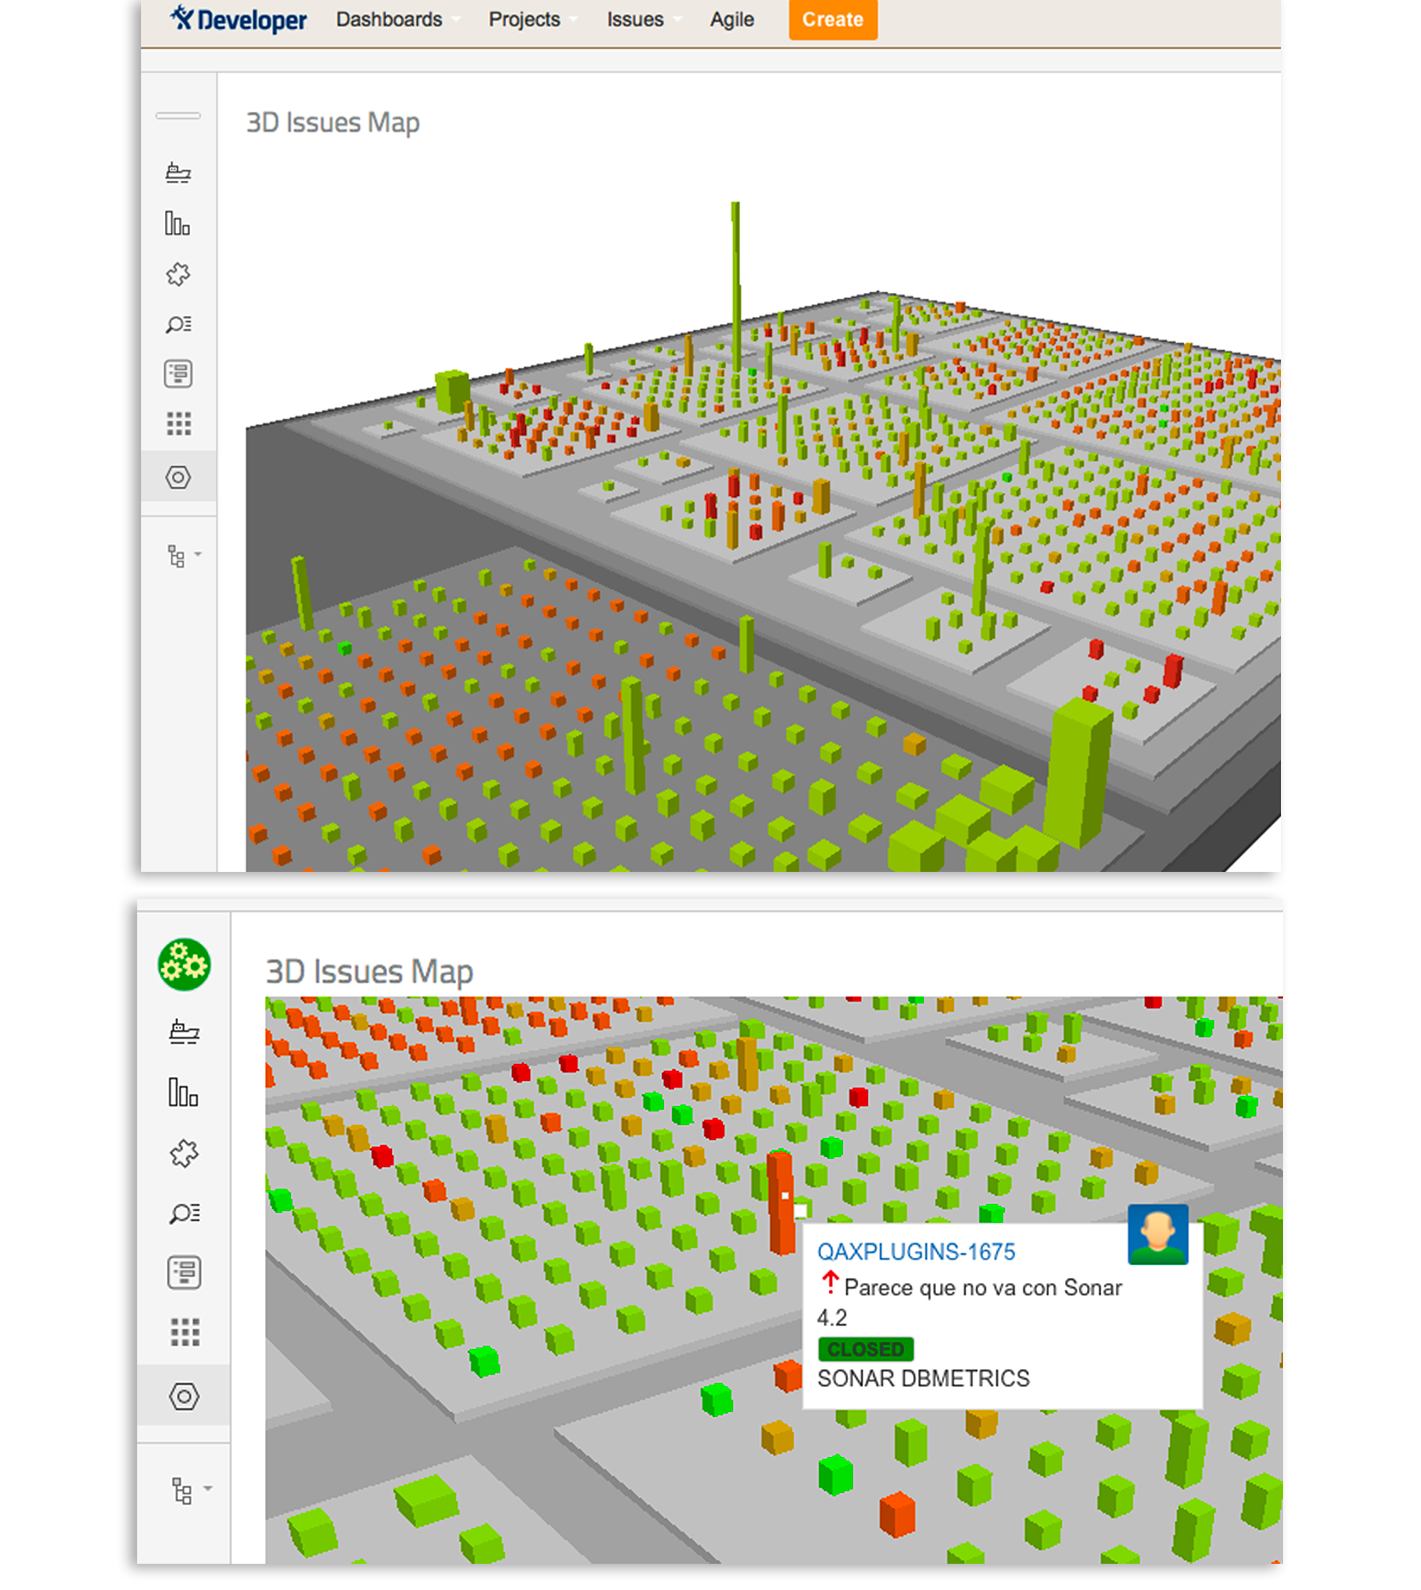 Developer Dashboards Projects Issues Agile Create
3D Issues Map
3D Issues Map
QAXPLUGINS-1675
Parece que no va con Sonar
4.2
CLOSED
SONAR DBMETRICS